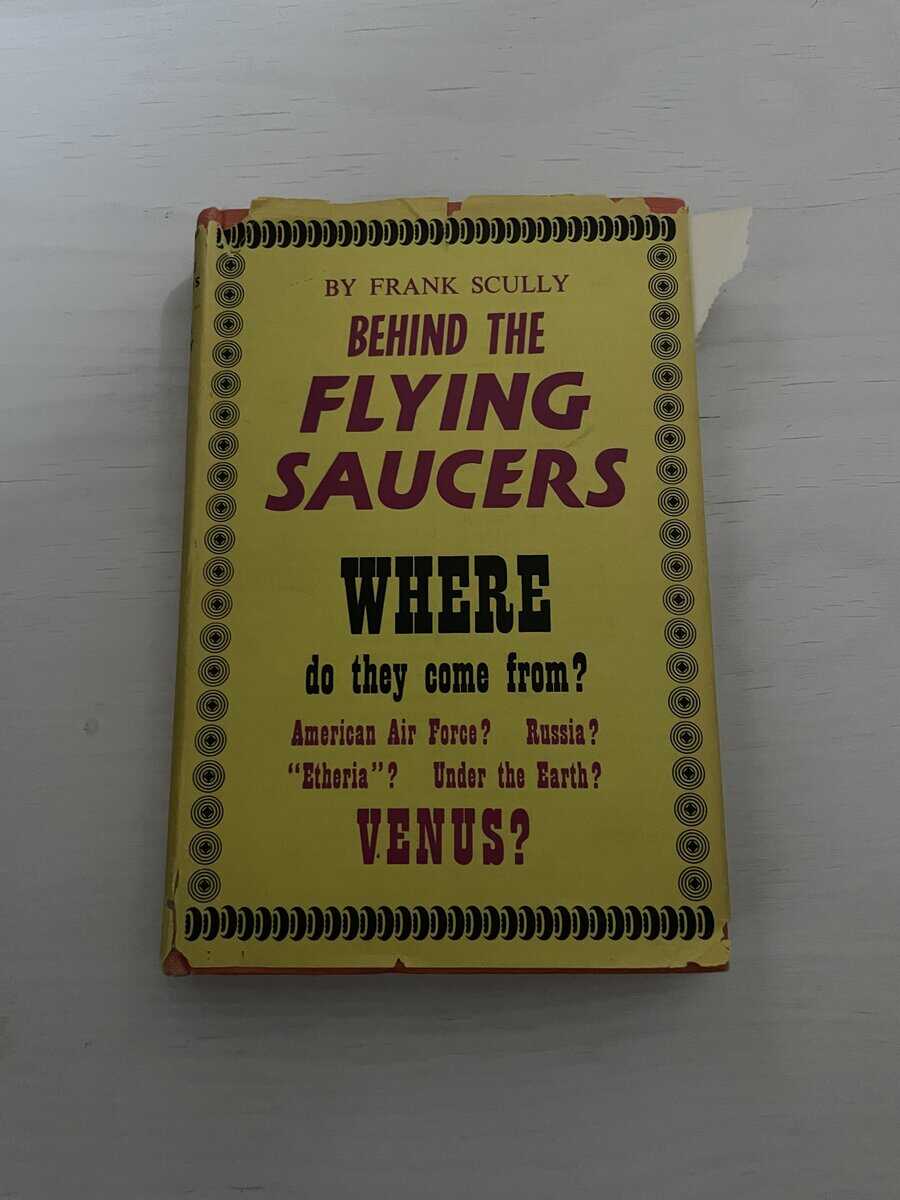 BY FRANK SCULLY
BEHIND THE
FLYING
SAUCERS
WHERE
do they come from?
American Air Force? Russia?
"Etheria"? Under the Earth?
VENUS?